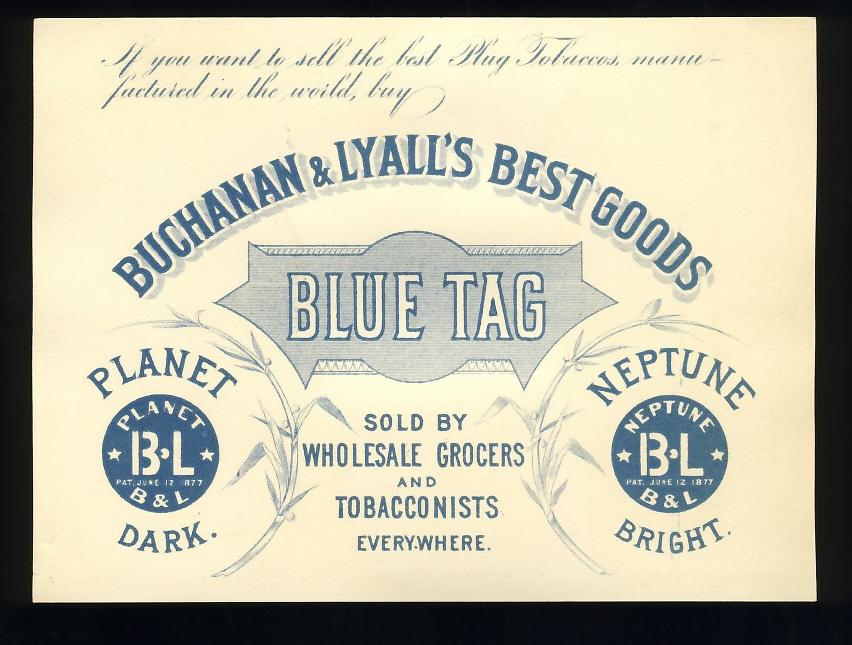 If you want to sell the best Plug Tobaccos, manu-
factured in the world, buy
BUCHANAN & LYALL'S BEST GOODS
BLUE TAG
PLANET
PLANET
B·L
PAT. JUNE 12 1877
B & L
DARK.
SOLD BY
WHOLESALE GROCERS
AND
TOBACCONISTS
EVERY-WHERE.
NEPTUNE
NEPTUNE
B·L
PAT. JUNE 12 1877
B & L
BRIGHT.